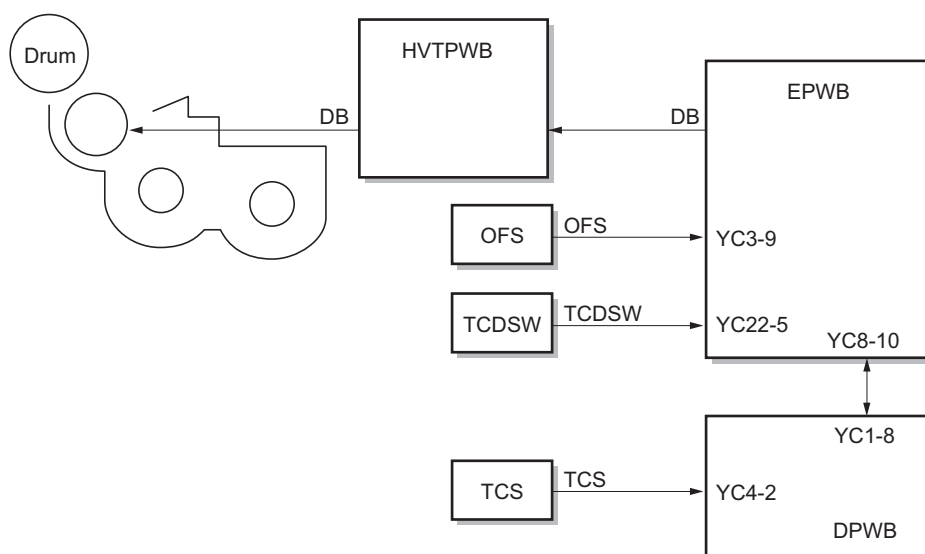 Drum
HVTPWB
EPWB
DB
DB
OFS
OFS
YC3-9
TCDSW
TCDSW
YC22-5
YC8-10
YC1-8
TCS
TCS
YC4-2
DPWB